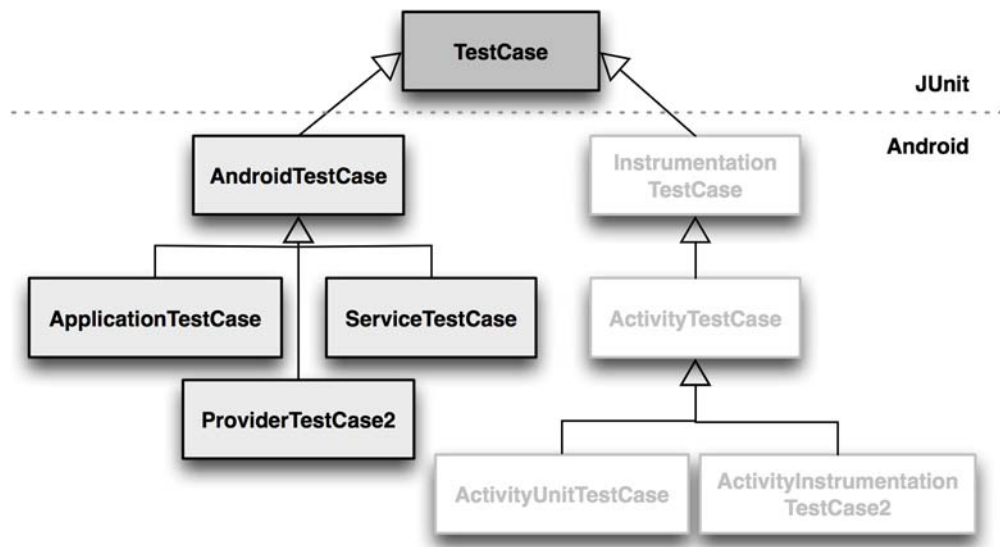 TestCase
JUnit
Android
AndroidTestCase
Instrumentation
TestCase
ApplicationTestCase
ServiceTestCase
ActivityTestCase
ProviderTestCase2
ActivityUnitTestCase
ActivityInstrumentation
TestCase2